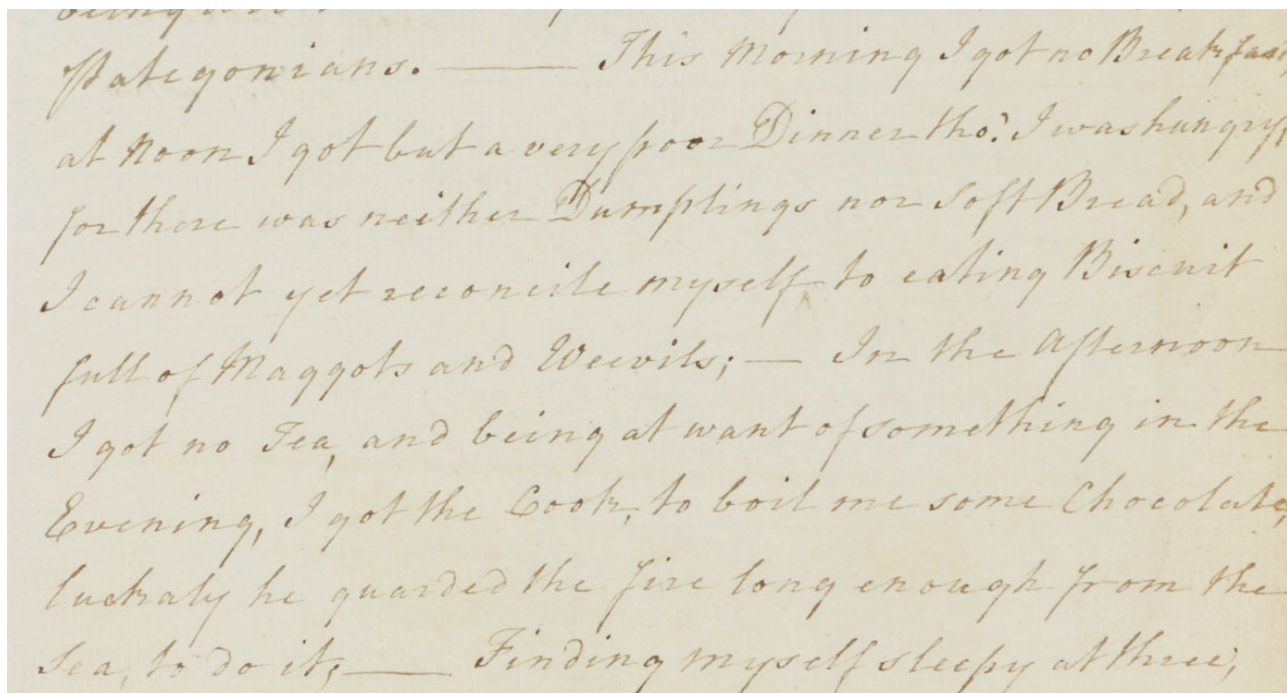 Pategonians. —— This Morning I got no Breakfast
at Noon I got but a very poor Dinner tho'. I was hungry,
for there was neither Dumplings nor Soft Bread, and
I cannot yet reconcile myself to eating Biscuit
full of Maggots and Weevils; — In the Afternoon
I got no Tea, and being at want of something in the
Evening, I got the Cook, to boil me some Chocolate,
luckaly he guarded the fire long enough from the
Sea, to do it; —— Finding myself sleepy at three,